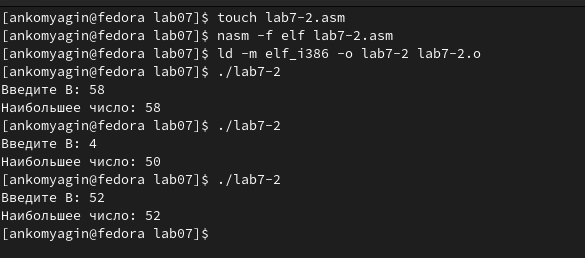 [ankomyagin@fedora lab07]$ touch lab7-2.asm
[ankomyagin@fedora lab07]$ nasm -f elf lab7-2.asm
[ankomyagin@fedora lab07]$ ld -m elf_i386 -o lab7-2 lab7-2.o
[ankomyagin@fedora lab07]$ ./lab7-2
Введите B: 58
Наибольшее число: 58
[ankomyagin@fedora lab07]$ ./lab7-2
Введите B: 4
Наибольшее число: 50
[ankomyagin@fedora lab07]$ ./lab7-2
Введите B: 52
Наибольшее число: 52
[ankomyagin@fedora lab07]$